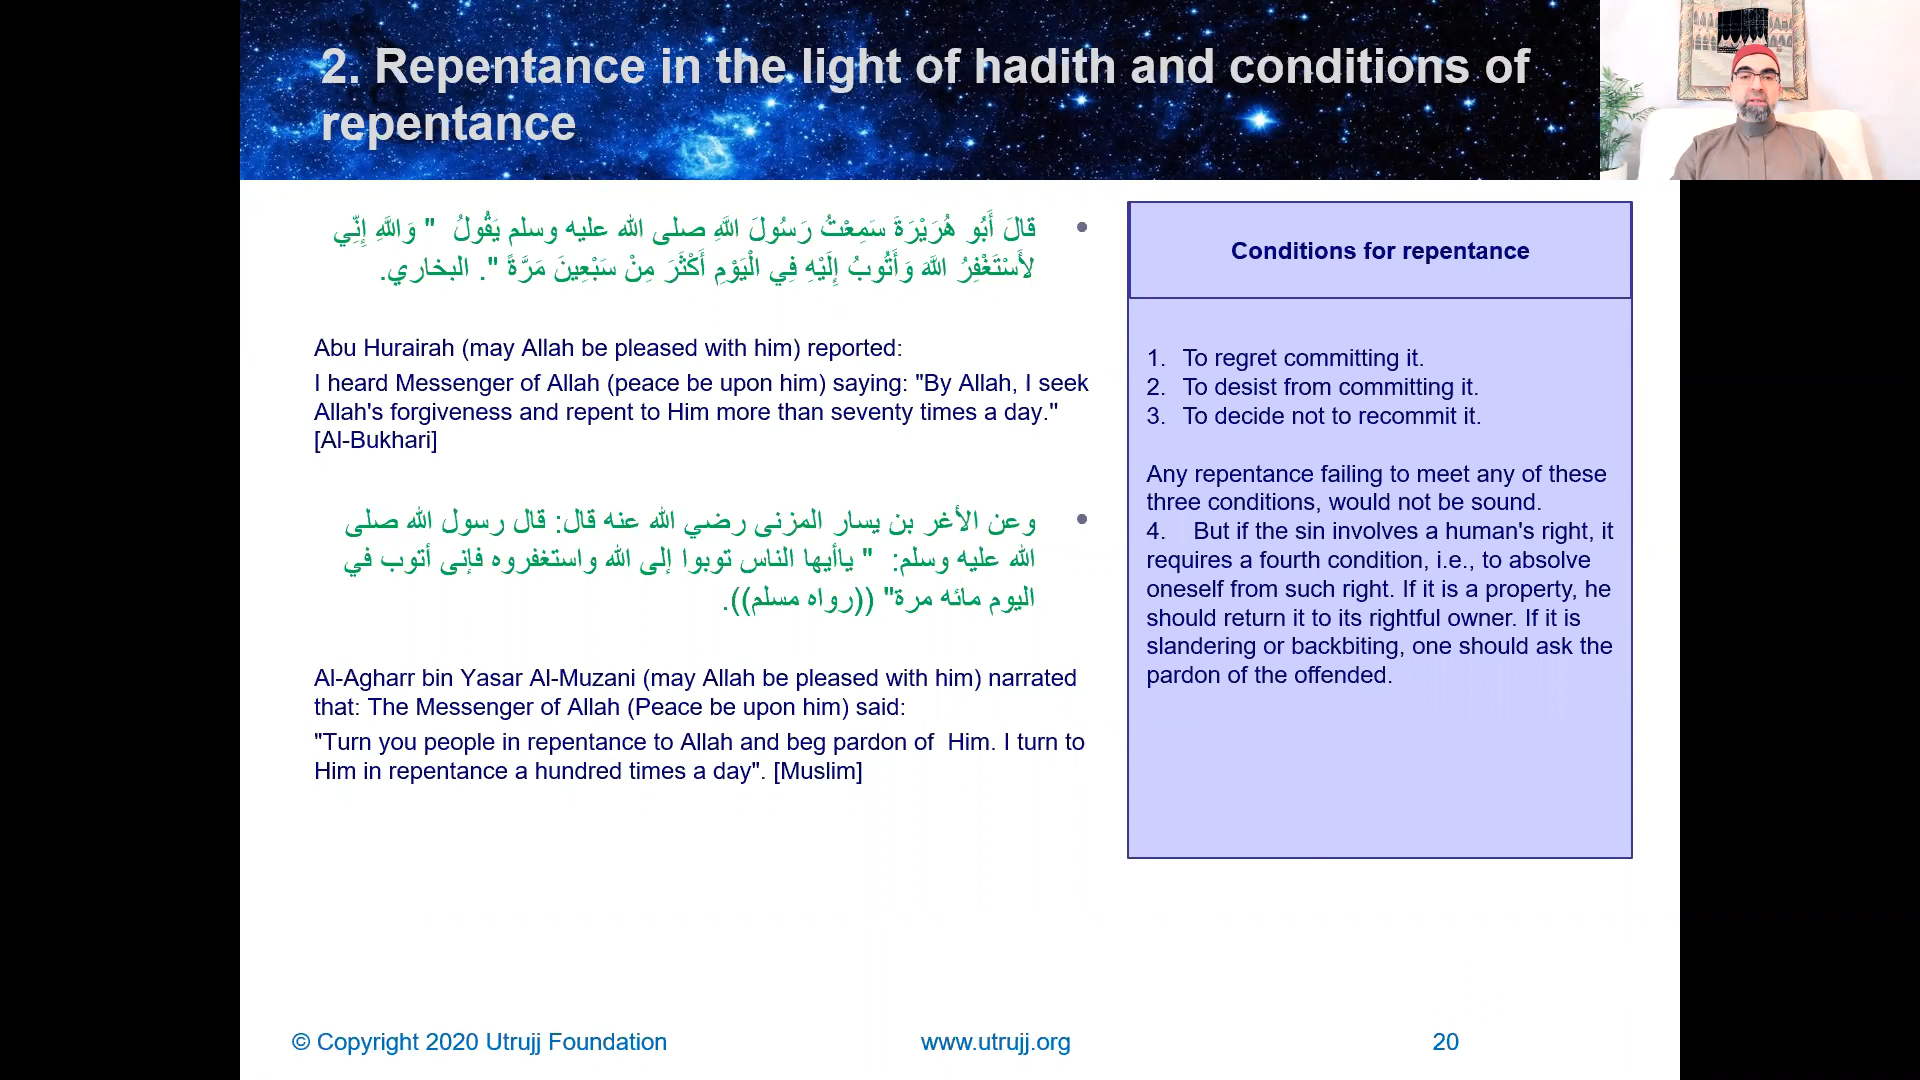 2. Repentance in the light of hadith and conditions of
repentance
• قَالَ أَبُو هُرَيْرَةَ سَمِعْتُ رَسُولَ اللَّهِ صلى الله عليه وسلم يَقُولُ " وَاللَّهِ إِنِّي
لأَسْتَغْفِرُ اللَّهَ وَأَتُوبُ إِلَيْهِ فِي الْيَوْمِ أَكْثَرَ مِنْ سَبْعِينَ مَرَّةً ". البخاري.
Abu Hurairah (may Allah be pleased with him) reported:
I heard Messenger of Allah (peace be upon him) saying: "By Allah, I seek
Allah's forgiveness and repent to Him more than seventy times a day."
[Al-Bukhari]
• وعن الأغر بن يسار المزنى رضي الله عنه قال: قال رسول الله صلى
الله عليه وسلم: " ياأيها الناس توبوا إلى الله واستغفروه فإنى أتوب في
اليوم مائه مرة" ((رواه مسلم)).
Al-Agharr bin Yasar Al-Muzani (may Allah be pleased with him) narrated
that: The Messenger of Allah (Peace be upon him) said:
"Turn you people in repentance to Allah and beg pardon of  Him. I turn to
Him in repentance a hundred times a day". [Muslim]
Conditions for repentance
1. To regret committing it.
2. To desist from committing it.
3. To decide not to recommit it.
Any repentance failing to meet any of these
three conditions, would not be sound.
4. But if the sin involves a human's right, it
requires a fourth condition, i.e., to absolve
oneself from such right. If it is a property, he
should return it to its rightful owner. If it is
slandering or backbiting, one should ask the
pardon of the offended.
© Copyright 2020 Utrujj Foundation
www.utrujj.org
20